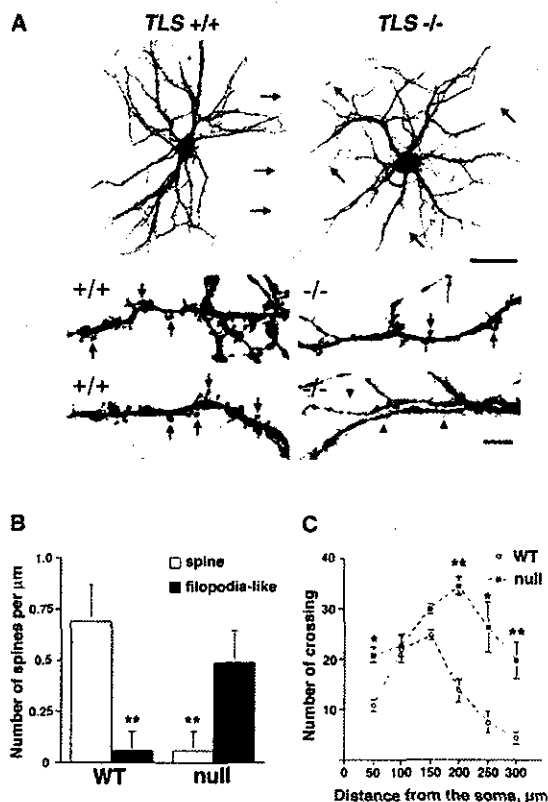 A
TLS +/+ TLS -/-
+/+ -/-
+/+ -/-
B
Number of spines per μm
1.0
0.75
0.5
0.25
0
spine
filopodia-like
** **
WT null
C
Number of crossing
40
30
20
10
WT
null
* ** * **
50 100 150 200 250 300
Distance from the soma, μm